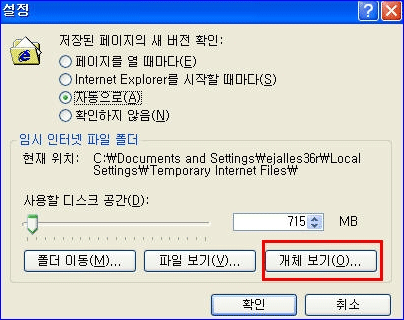 설정
저장된 페이지의 새 버전 확인:
페이지를 열 때마다(E)
Internet Explorer를 시작할 때마다(S)
자동으로(A)
확인하지 않음(N)
임시 인터넷 파일 폴더
현재 위치: C:₩Documents and Settings₩ejalles36r₩Local
Settings₩Temporary Internet Files₩
사용할 디스크 공간(D):
715 MB
폴더 이동(M)... 파일 보기(V)... 개체 보기(O)...
확인 취소